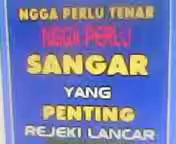 NGGA PERLU TENAR
NGGA PERLU
SANGAR
YANG
PENTING
REJEKI LANCAR